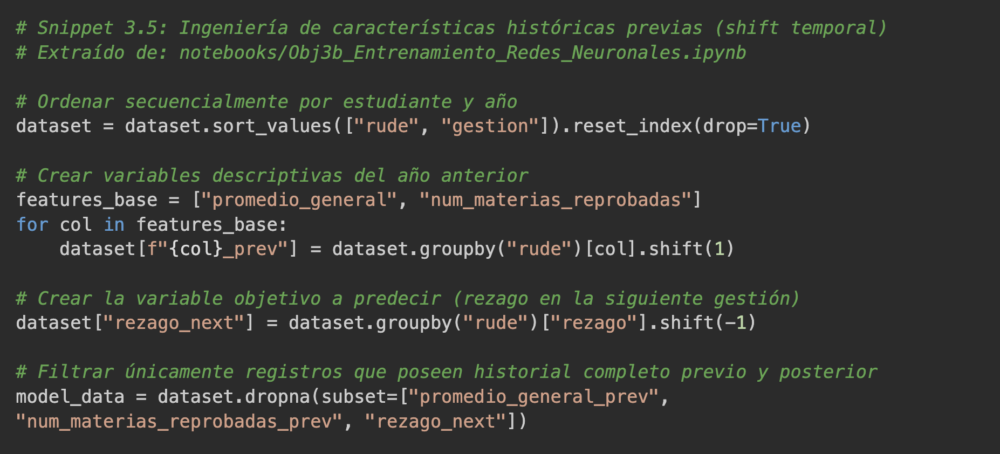 # Snippet 3.5: Ingeniería de características históricas previas (shift temporal)
# Extraído de: notebooks/Obj3b_Entrenamiento_Redes_Neuronales.ipynb
# Ordenar secuencialmente por estudiante y año
dataset = dataset.sort_values(["rude", "gestion"]).reset_index(drop=True)
# Crear variables descriptivas del año anterior
features_base = ["promedio_general", "num_materias_reprobadas"]
for col in features_base:
    dataset[f"{col}_prev"] = dataset.groupby("rude")[col].shift(1)
# Crear la variable objetivo a predecir (rezago en la siguiente gestión)
dataset["rezago_next"] = dataset.groupby("rude")["rezago"].shift(-1)
# Filtrar únicamente registros que poseen historial completo previo y posterior
model_data = dataset.dropna(subset=["promedio_general_prev",
"num_materias_reprobadas_prev", "rezago_next"])